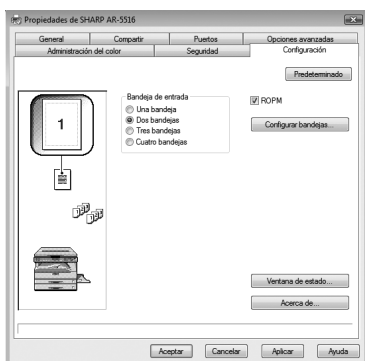 Propiedades de SHARP AR-5516
General Compartir Puertos Opciones avanzadas
Administración del color Seguridad Configuración
Predeterminado
Bandeja de entrada
Una bandeja
Dos bandejas
Tres bandejas
Cuatro bandejas
ROPM
Configurar bandejas...
1
Ventana de estado...
Acerca de...
Aceptar Cancelar Aplicar Ayuda